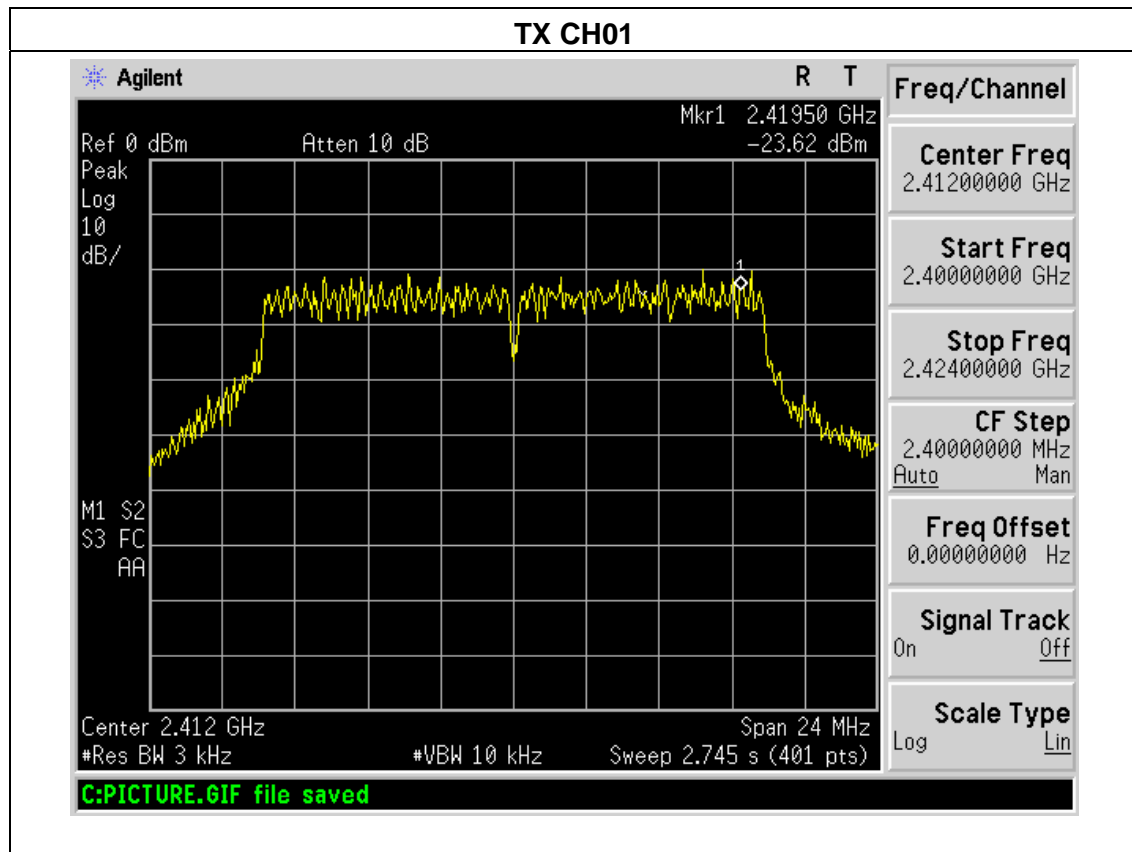 TX CH01
Agilent
R T
Mkr1 2.41950 GHz
Ref 0 dBm Atten 10 dB -23.62 dBm
Peak
Log
10
dB/
1
M1 S2
S3 FC
AA
Center 2.412 GHz Span 24 MHz
#Res BW 3 kHz #VBW 10 kHz Sweep 2.745 s (401 pts)
C:PICTURE.GIF file saved
Freq/Channel
Center Freq
2.41200000 GHz
Start Freq
2.40000000 GHz
Stop Freq
2.42400000 GHz
CF Step
2.40000000 MHz
Auto Man
Freq Offset
0.00000000 Hz
Signal Track
On Off
Scale Type
Log Lin